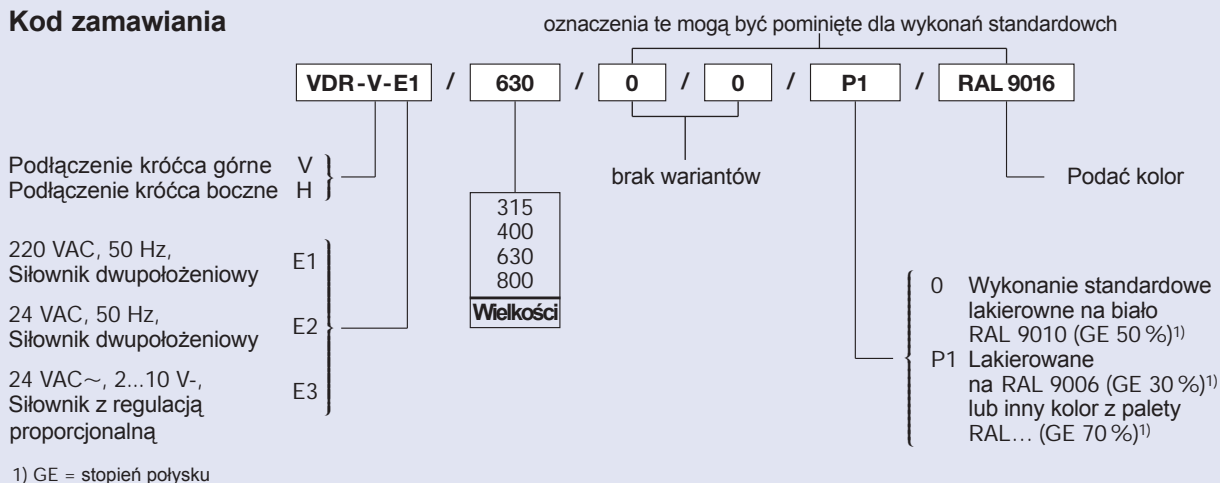 Kod zamawiania
oznaczenia te mogą być pominięte dla wykonań standardowch
VDR-V-E1 / 630 / 0 / 0 / P1 / RAL 9016
Podłączenie króćca górne V
Podłączenie króćca boczne H
brak wariantów
Podać kolor
315
400
630
800
Wielkości
220 VAC, 50 Hz,
Siłownik dwupołożeniowy E1
24 VAC, 50 Hz,
Siłownik dwupołożeniowy E2
24 VAC~, 2...10 V-,
Siłownik z regulacją E3
proporcjonalną
0 Wykonanie standardowe
lakierowne na biało
RAL 9010 (GE 50 %)1)
P1 Lakierowane
na RAL 9006 (GE 30 %)1)
lub inny kolor z palety
RAL... (GE 70 %)1)
1) GE = stopień połysku